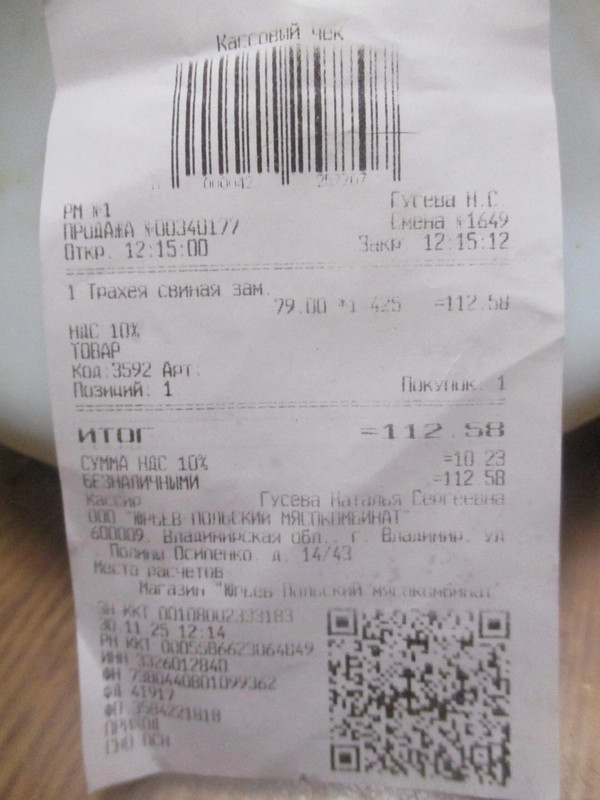 Кассовый чек
000042 252907
РМ №1 Гусева Н.С.
ПРОДАЖА №00340177 Смена №1649
Откр. 12:15:00 Закр 12:15:12
1 Трахея свиная зам.
79.00 *1.425 =112.58
НДС 10%
ТОВАР
Код:3592 Арт:
Позиций: 1 Покупок: 1
ИТОГ =112.58
СУММА НДС 10% =10.23
БЕЗНАЛИЧНЫМИ =112.58
Кассир Гусева Наталья Сергеевна
ООО "ЮРЬЕВ-ПОЛЬСКИЙ МЯСОКОМБИНАТ"
600009, Владимирская обл., г. Владимир, ул
Полины Осипенко, д. 14/43
Место расчетов
Магазин "Юрьев-Польский мясокомбинат"
ЗН ККТ 00108002333183
30.11.25 12:14
РН ККТ 0005586623064849
ИНН 3326012840
ФН 7380440801099362
ФД 41917
ФП 3584221818
ПРИХОД
СНО ОСН